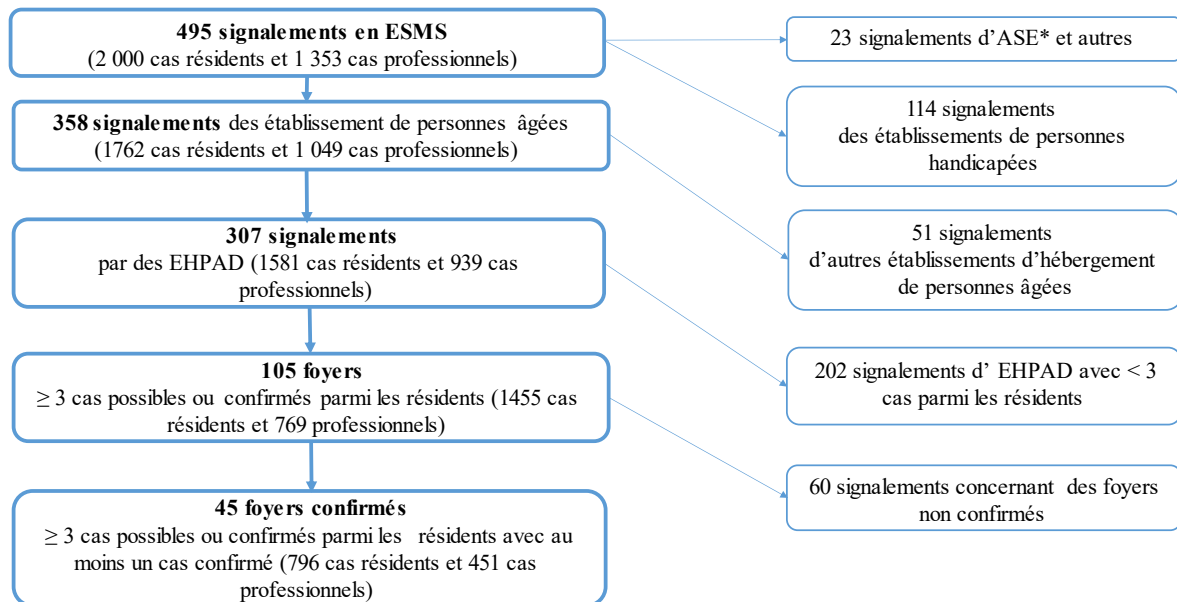 495 signalements en ESMS
(2 000 cas résidents et 1 353 cas professionnels)
23 signalements d’ASE* et autres
358 signalements des établissement de personnes âgées
(1762 cas résidents et 1 049 cas professionnels)
114 signalements
des établissements de personnes
handicapées
307 signalements
par des EHPAD (1581 cas résidents et 939 cas
professionnels)
51 signalements
d’autres établissements d’hébergement
de personnes âgées
105 foyers
≥ 3 cas possibles ou confirmés parmi les résidents (1455 cas
résidents et 769 professionnels)
202 signalements d’ EHPAD avec < 3
cas parmi les résidents
45 foyers confirmés
≥ 3 cas possibles ou confirmés parmi les résidents avec au
moins un cas confirmé (796 cas résidents et 451 cas
professionnels)
60 signalements concernant des foyers
non confirmés